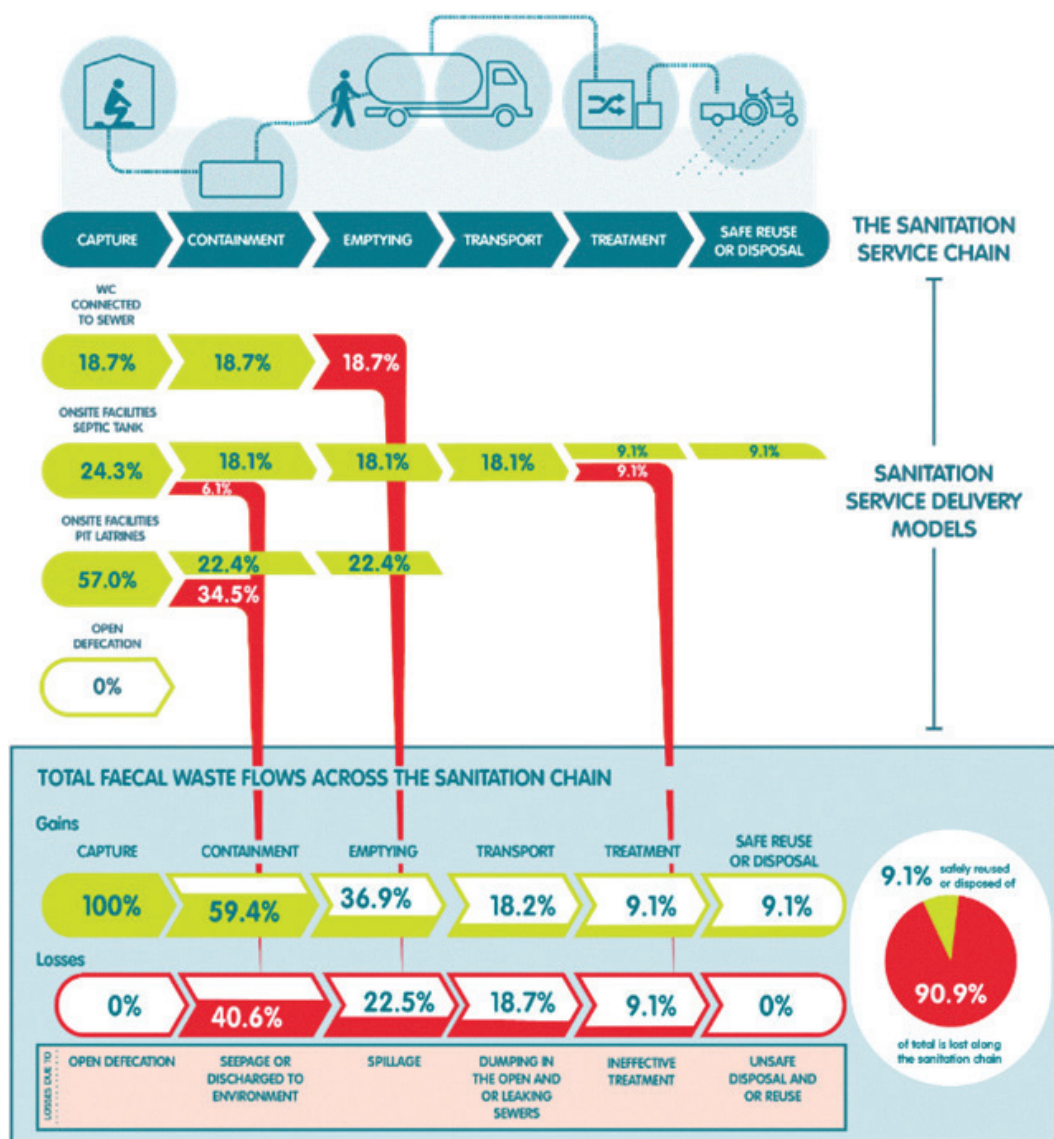 CAPTURE
CONTAINMENT
EMPTYING
TRANSPORT
TREATMENT
SAFE REUSE
OR DISPOSAL
THE SANITATION
SERVICE CHAIN
WC
CONNECTED
TO SEWER
18.7%
18.7%
18.7%
ONSITE FACILITIES
SEPTIC TANK
24.3%
18.1%
18.1%
18.1%
9.1%
9.1%
6.1%
9.1%
SANITATION
SERVICE DELIVERY
MODELS
ONSITE FACILITIES
PIT LATRINES
57.0%
22.4%
22.4%
34.5%
OPEN
DEFECATION
0%
TOTAL FAECAL WASTE FLOWS ACROSS THE SANITATION CHAIN
Gains
CAPTURE
CONTAINMENT
EMPTYING
TRANSPORT
TREATMENT
SAFE REUSE
OR DISPOSAL
100%
59.4%
36.9%
18.2%
9.1%
9.1%
Losses
0%
40.6%
22.5%
18.7%
9.1%
0%
LOSSES DUE TO
OPEN DEFECATION
SEEPAGE OR
DISCHARGED TO
ENVIRONMENT
SPILLAGE
DUMPING IN
THE OPEN AND
OR LEAKING
SEWERS
INEFFECTIVE
TREATMENT
UNSAFE
DISPOSAL AND
OR REUSE
9.1% safely reused
or disposed of
90.9%
of total is lost along
the sanitation chain